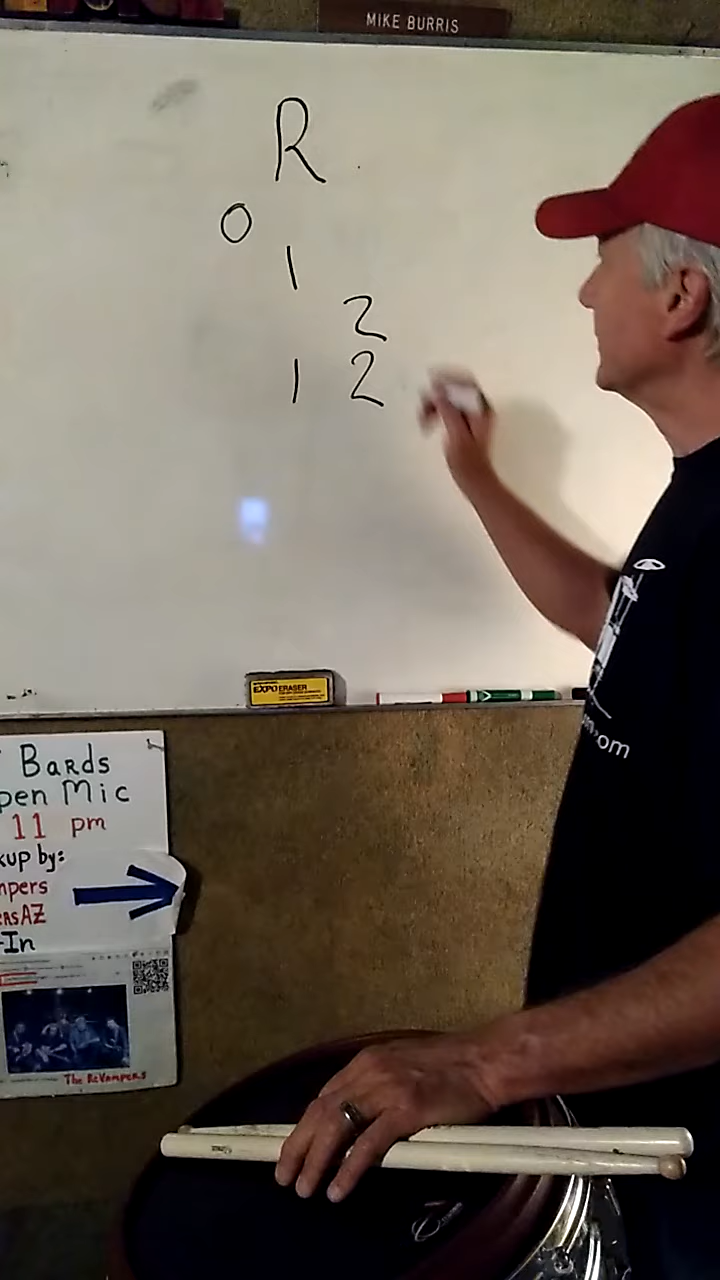 MIKE BURRIS
R
0
1
2
1 2
EXPO ERASER
om
Bards
pen Mic
11 pm
kup by:
mpers
ersAZ
-In
The ReVampers